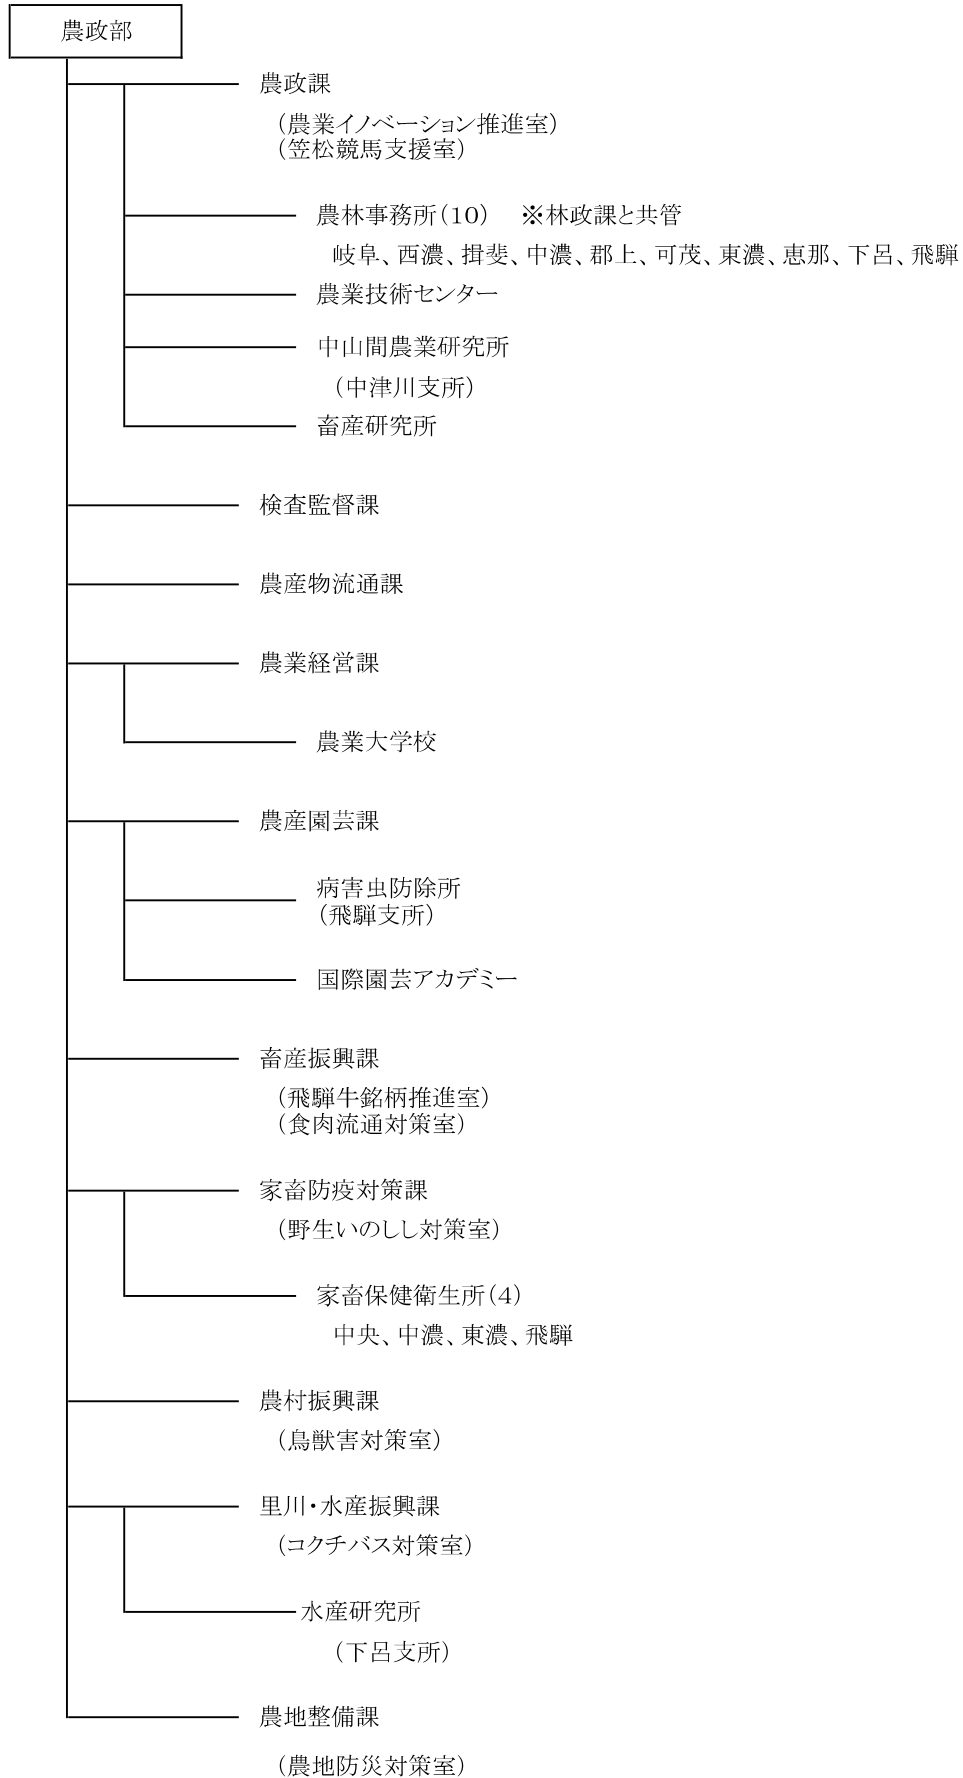 農政部
農政課
（農業イノベーション推進室）
（笠松競馬支援室）
農林事務所（10）　※林政課と共管
岐阜、西濃、揖斐、中濃、郡上、可茂、東濃、恵那、下呂、飛騨
農業技術センター
中山間農業研究所
（中津川支所）
畜産研究所
検査監督課
農産物流通課
農業経営課
農業大学校
農産園芸課
病害虫防除所
（飛騨支所）
国際園芸アカデミー
畜産振興課
（飛騨牛銘柄推進室）
（食肉流通対策室）
家畜防疫対策課
（野生いのしし対策室）
家畜保健衛生所（4）
中央、中濃、東濃、飛騨
農村振興課
（鳥獣害対策室）
里川・水産振興課
（コクチバス対策室）
水産研究所
（下呂支所）
農地整備課
（農地防災対策室）